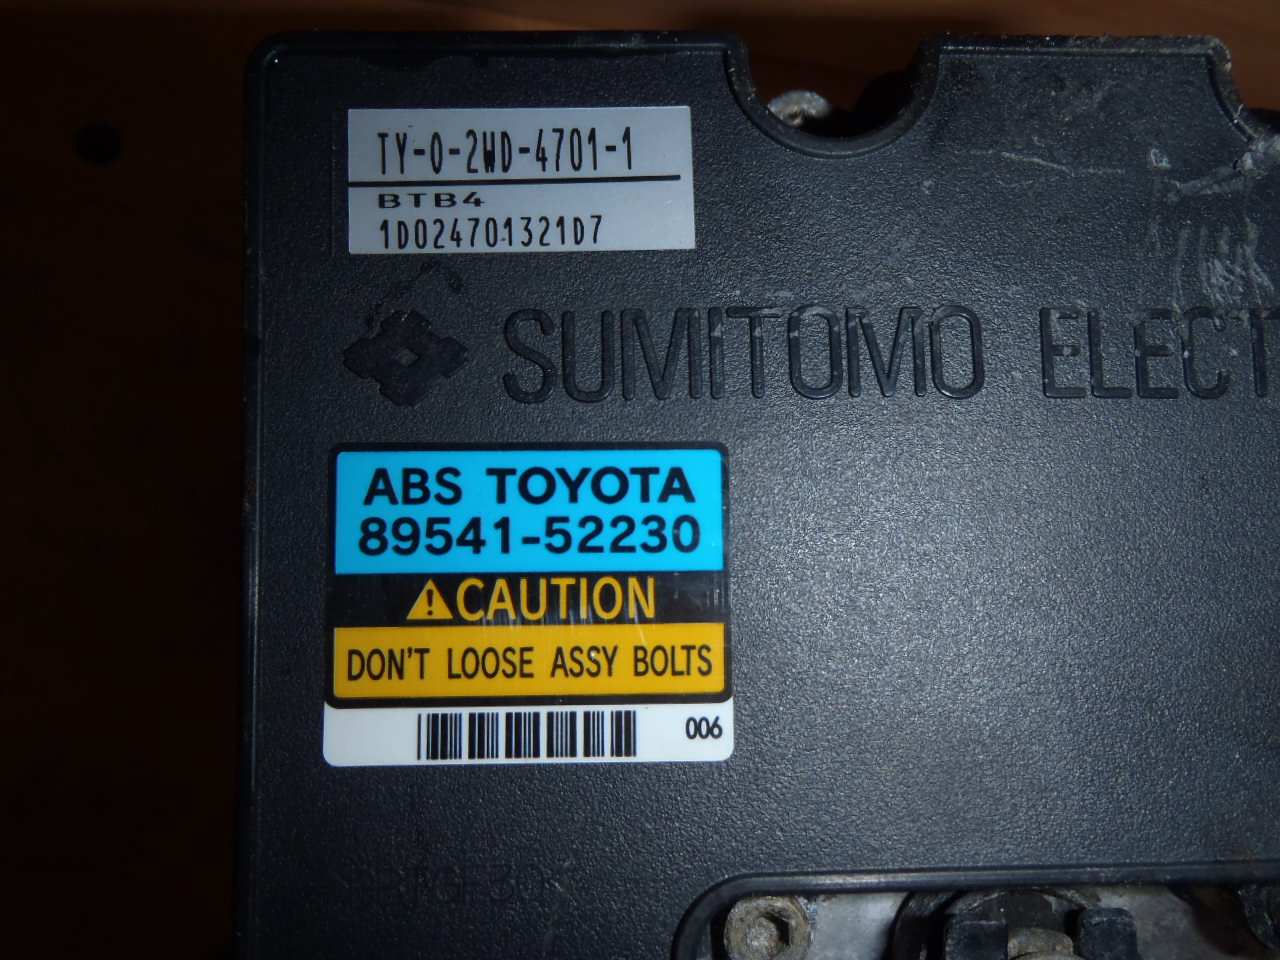 TY-0-2WD-4701-1
BTB4
1D024701321D7
SUMITOMO ELECT
ABS TOYOTA
89541-52230
CAUTION
DON'T LOOSE ASSY BOLTS
006